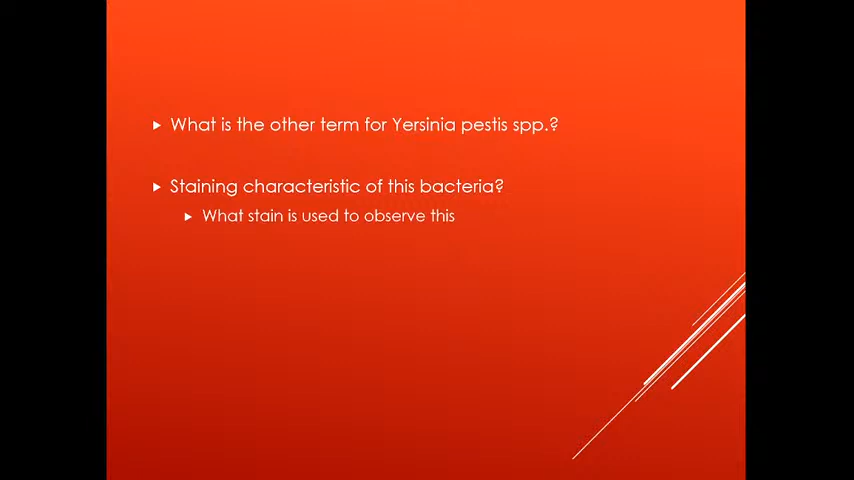 What is the other term for Yersinia pestis spp.?
Staining characteristic of this bacteria?
What stain is used to observe this